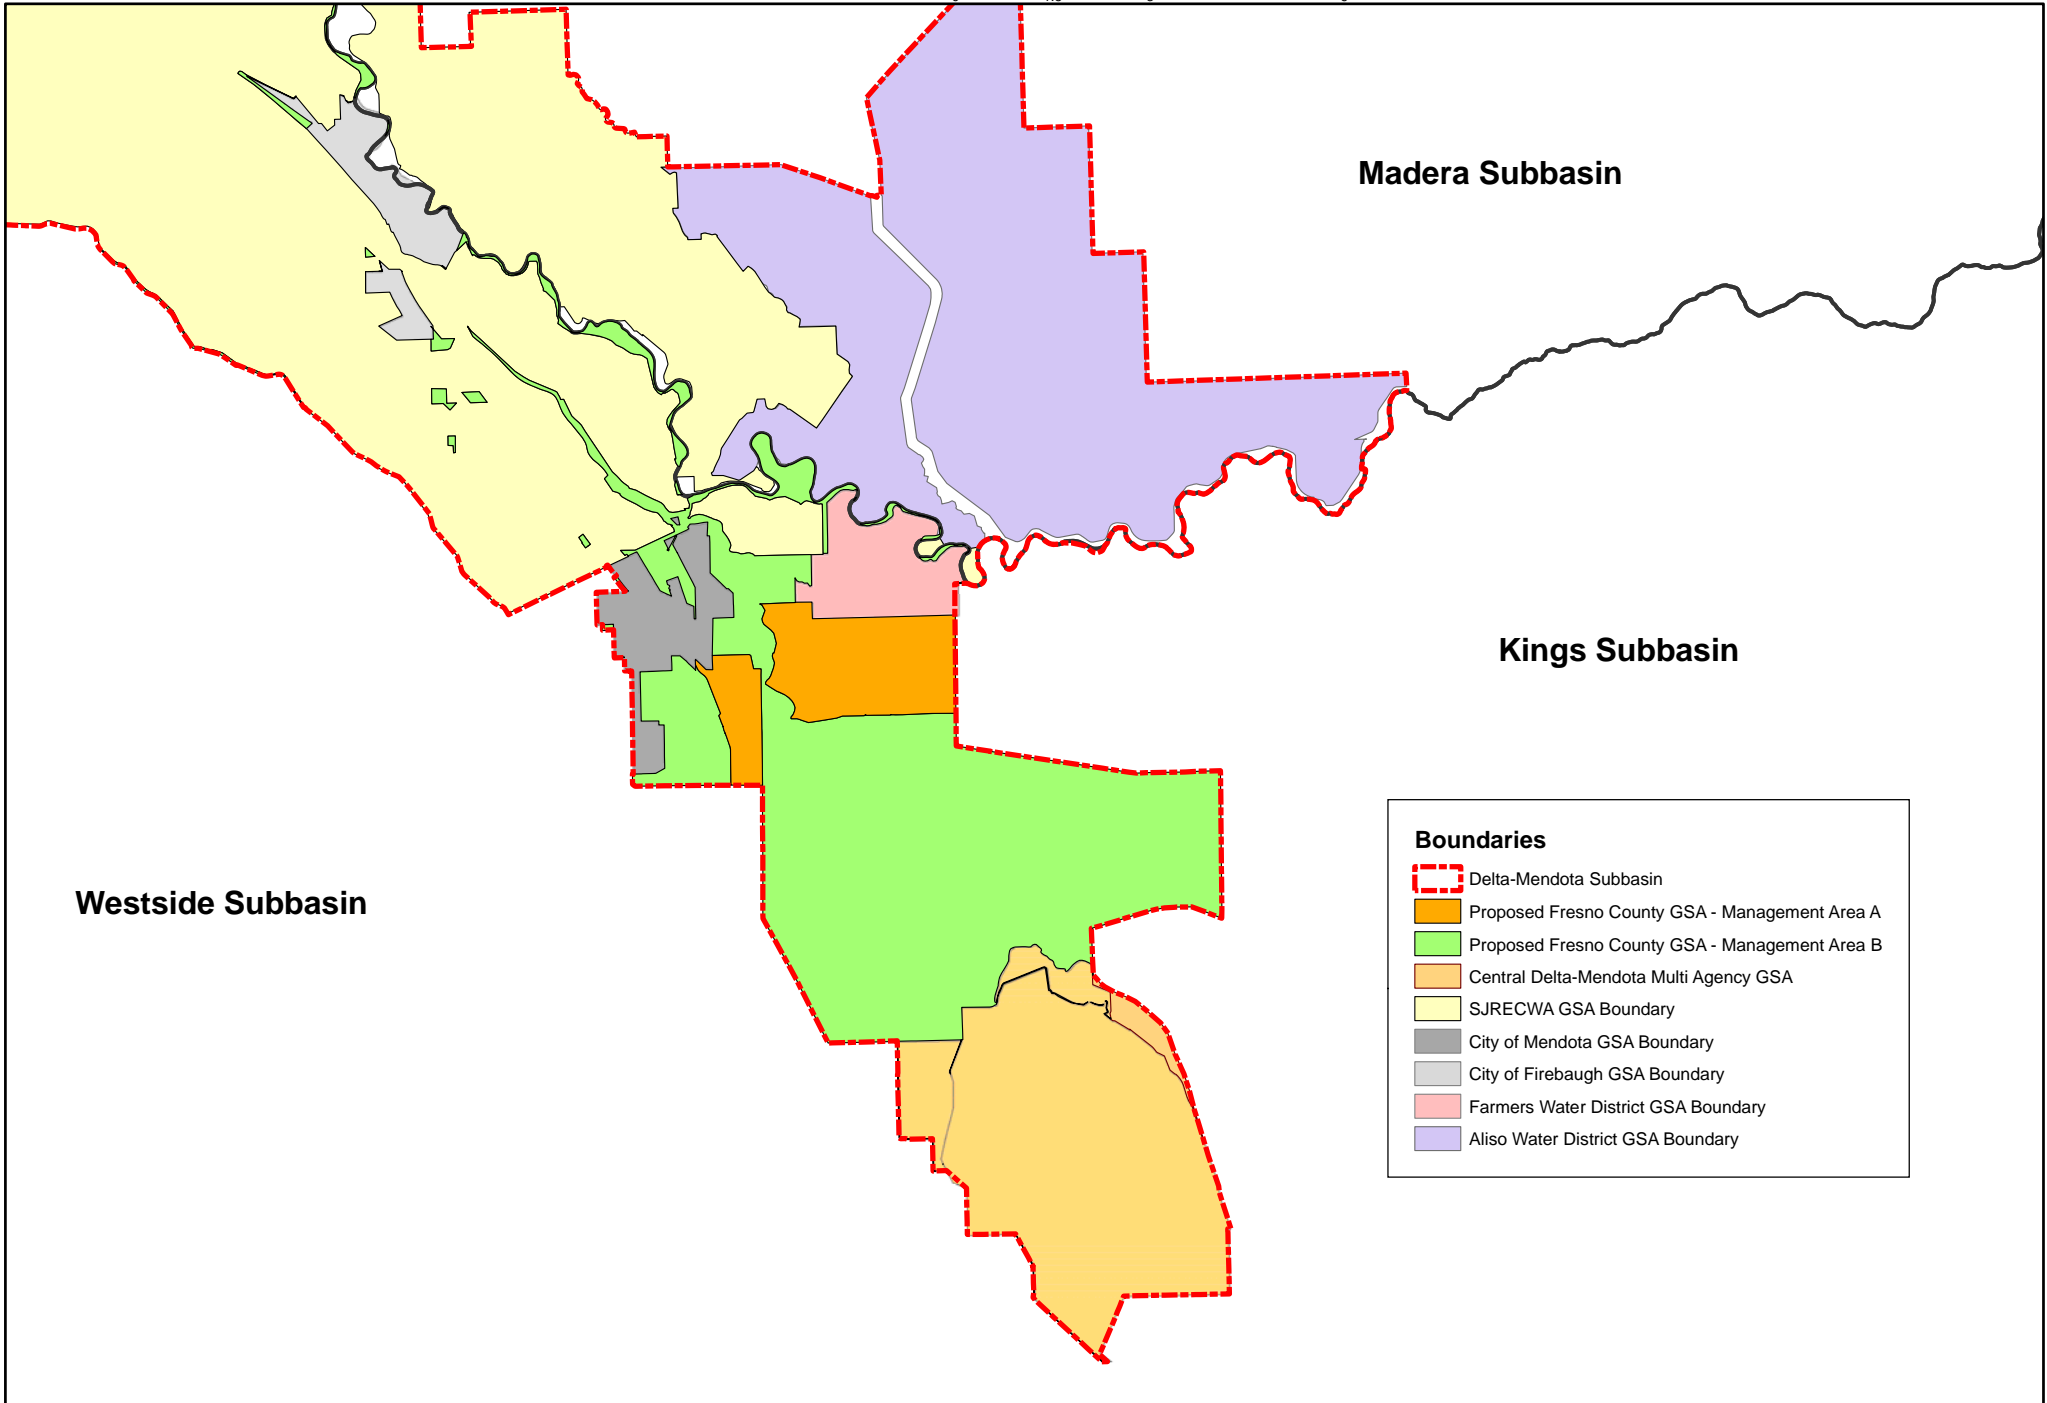 Madera Subbasin
Kings Subbasin
Westside Subbasin
Boundaries
Delta-Mendota Subbasin
Proposed Fresno County GSA - Management Area A
Proposed Fresno County GSA - Management Area B
Central Delta-Mendota Multi Agency GSA
SJRECWA GSA Boundary
City of Mendota GSA Boundary
City of Firebaugh GSA Boundary
Farmers Water District GSA Boundary
Aliso Water District GSA Boundary